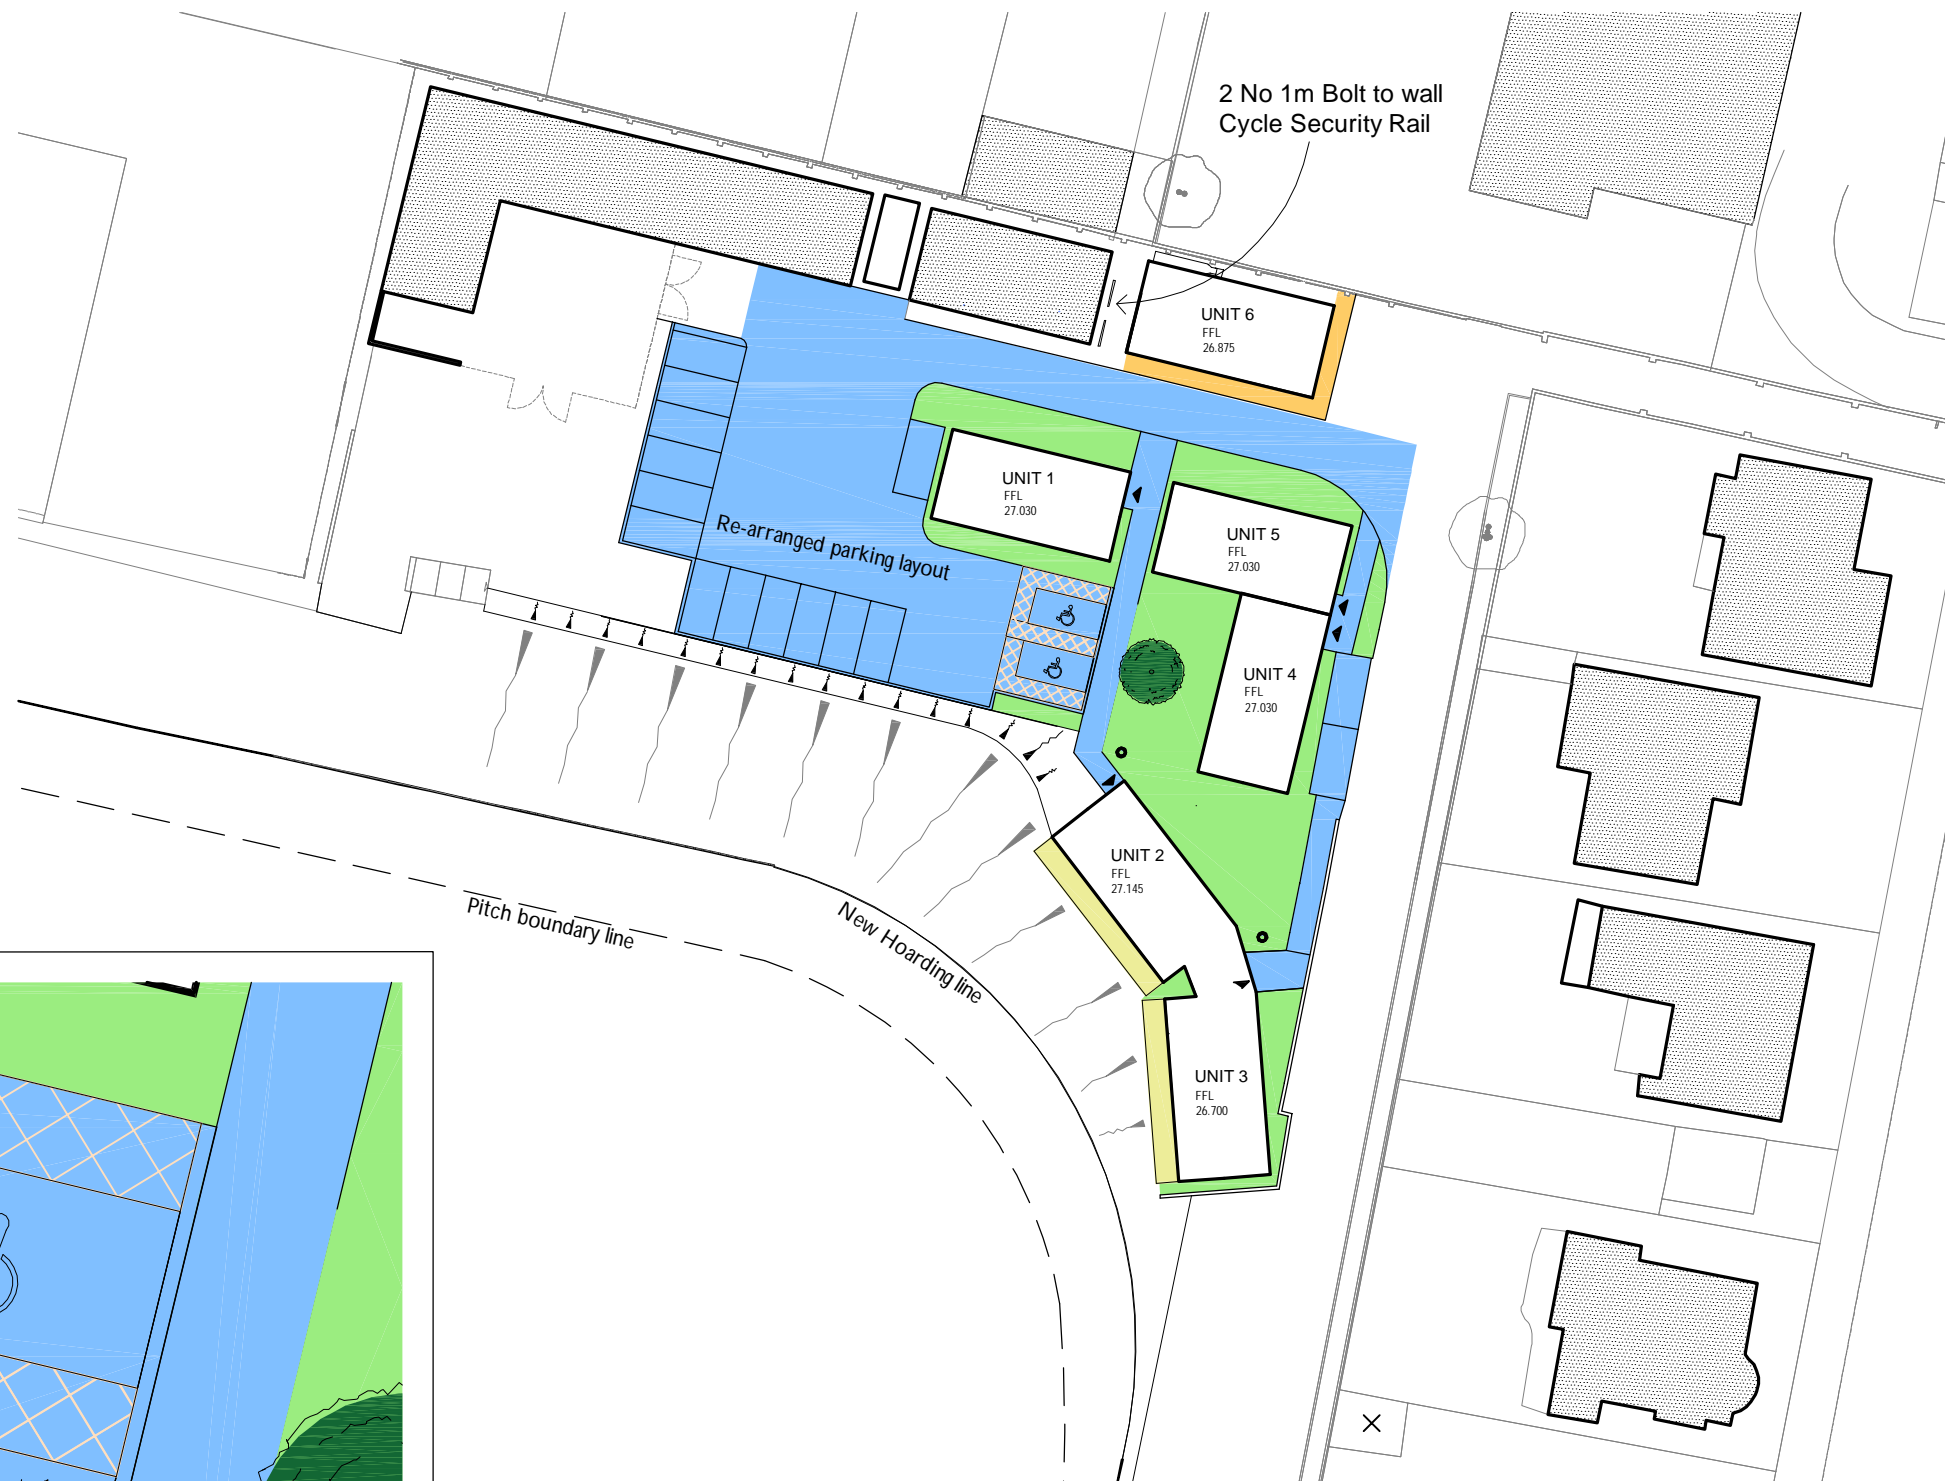 2 No 1m Bolt to wall
Cycle Security Rail
UNIT 6
FFL
26.875
UNIT 1
FFL
27.030
UNIT 5
FFL
27.030
Re-arranged parking layout
UNIT 4
FFL
27.030
UNIT 2
FFL
27.145
Pitch boundary line
New Hoarding line
UNIT 3
FFL
26.700